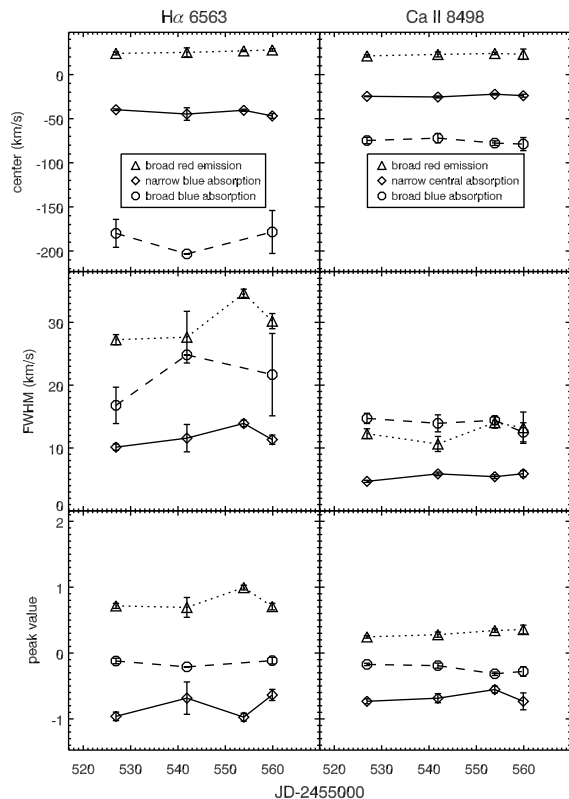 Hα 6563
Ca II 8498
center (km/s)
0
-50
-100
-150
-200
broad red emission
narrow blue absorption
broad blue absorption
broad red emission
narrow central absorption
broad blue absorption
FWHM (km/s)
30
20
10
0
peak value
2
1
0
-1
520 530 540 550 560
520 530 540 550 560
JD-2455000